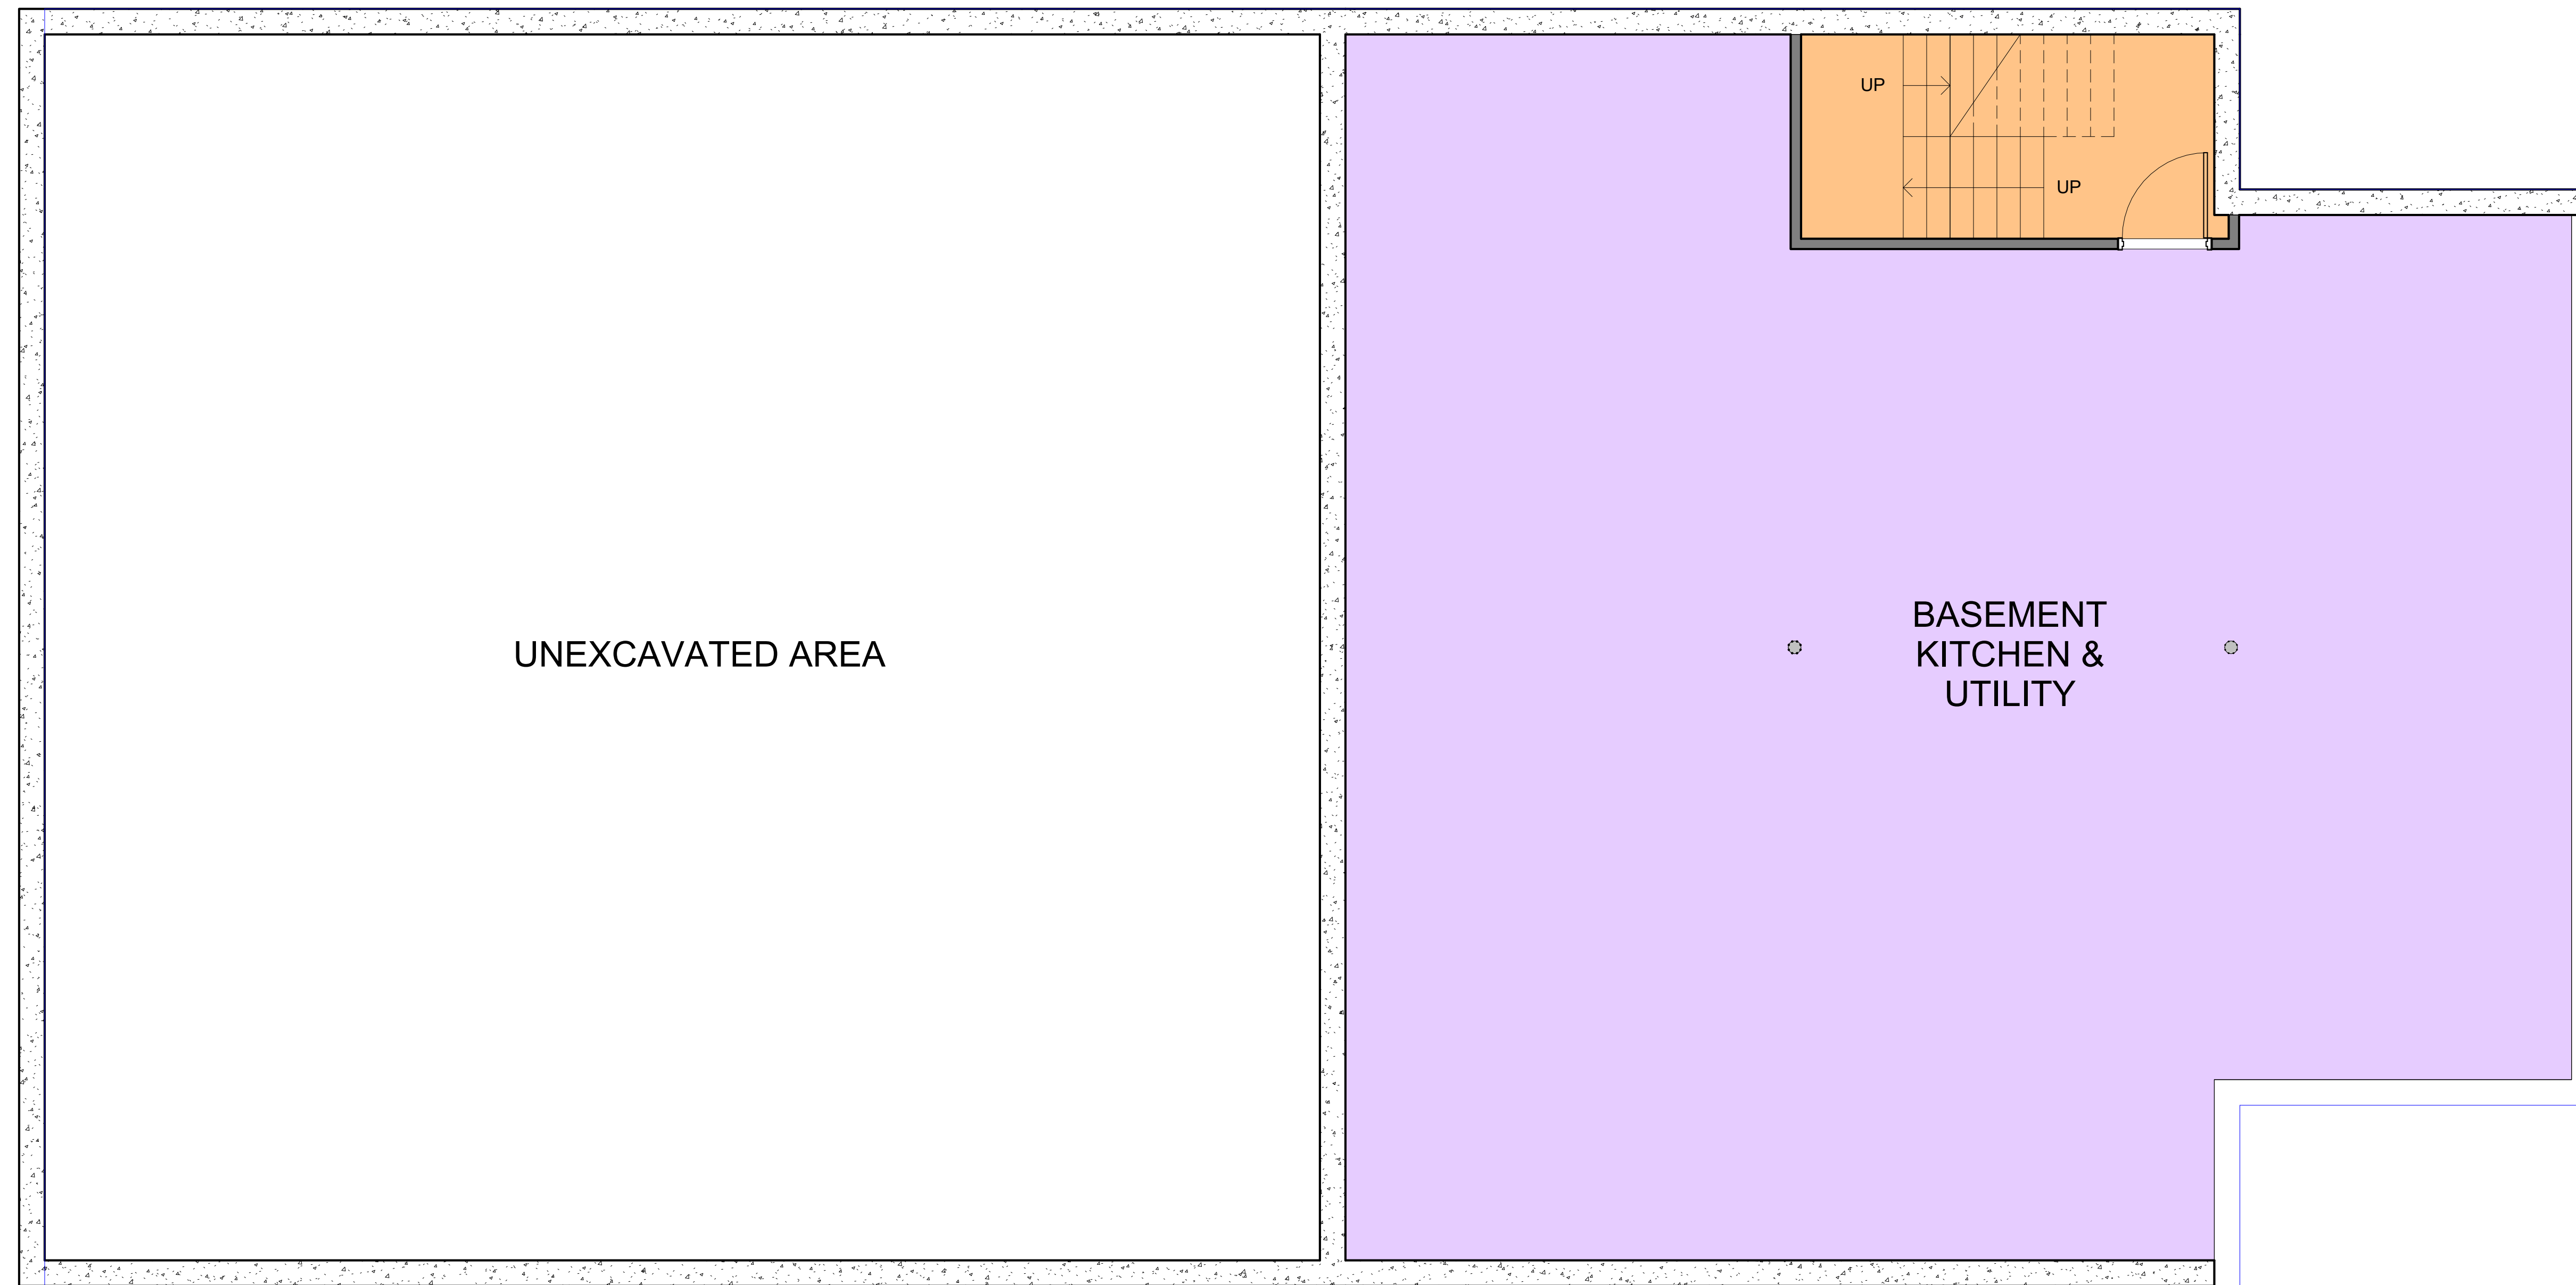 UP
UP
UNEXCAVATED AREA
BASEMENT
KITCHEN &
UTILITY